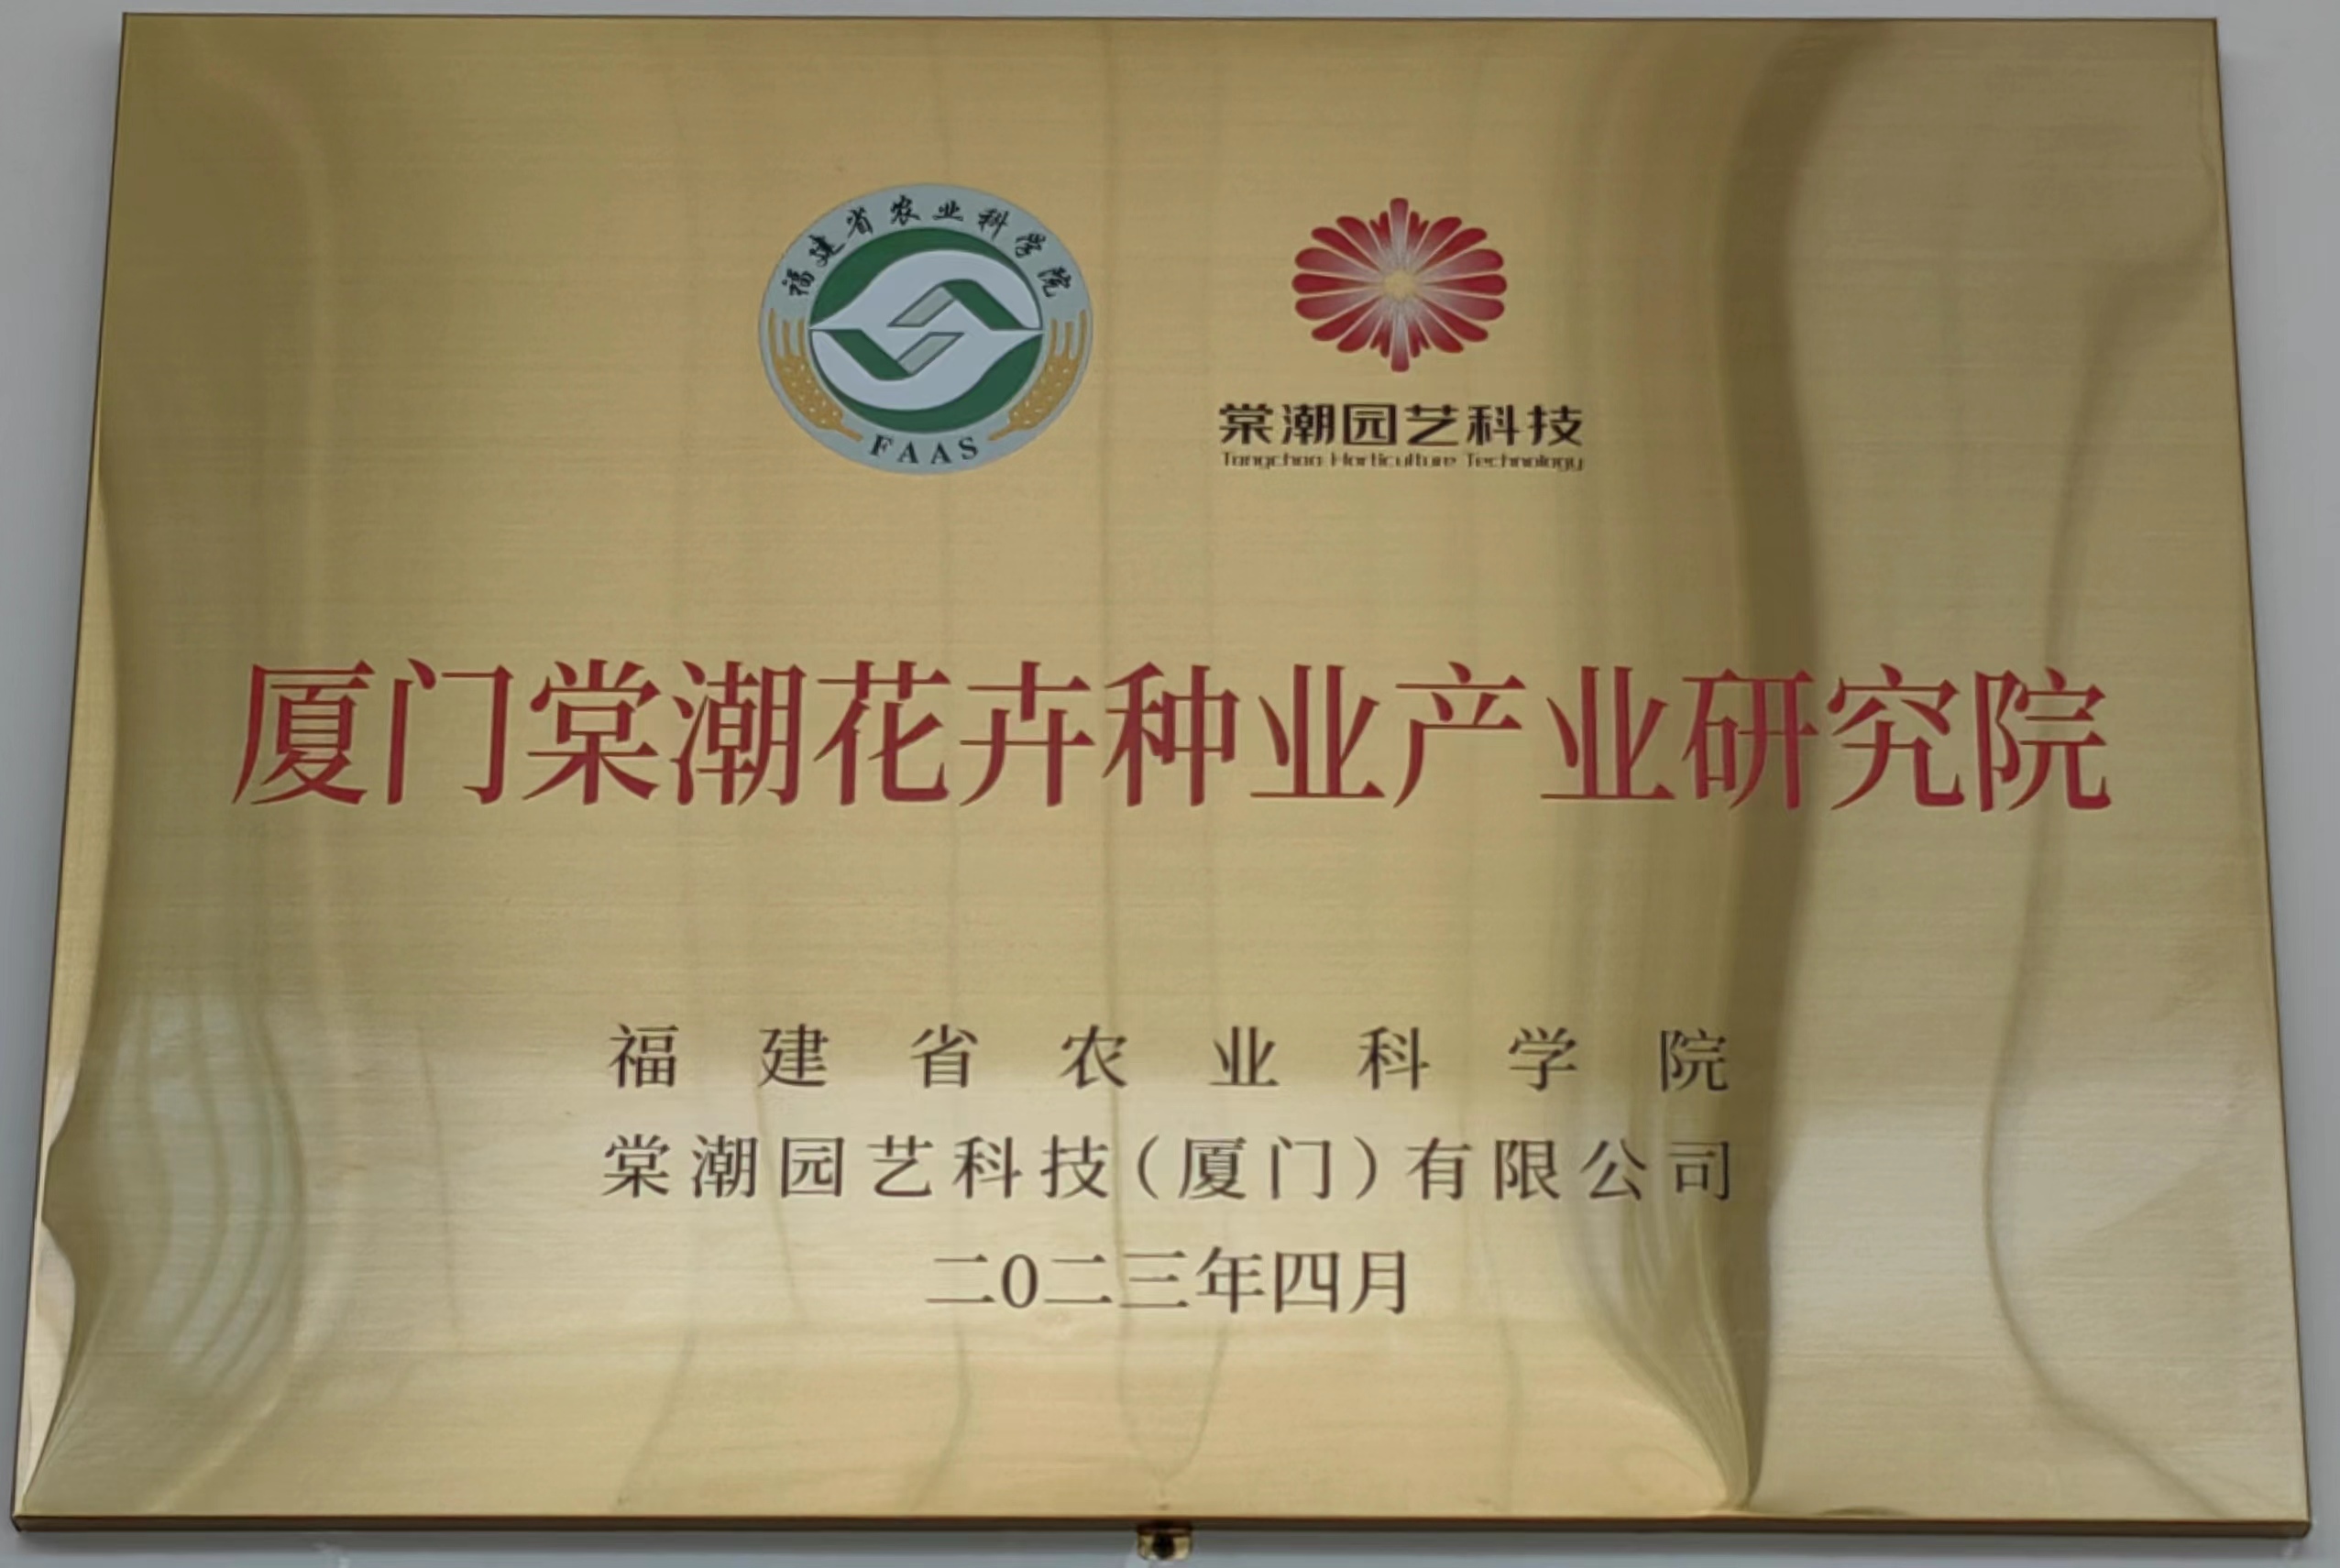 福建省农业科学院
FAAS
棠潮园艺科技
Tangchao Horticulture Technology
厦门棠潮花卉种业产业研究院
福建省农业科学院
棠潮园艺科技(厦门)有限公司
二0二三年四月